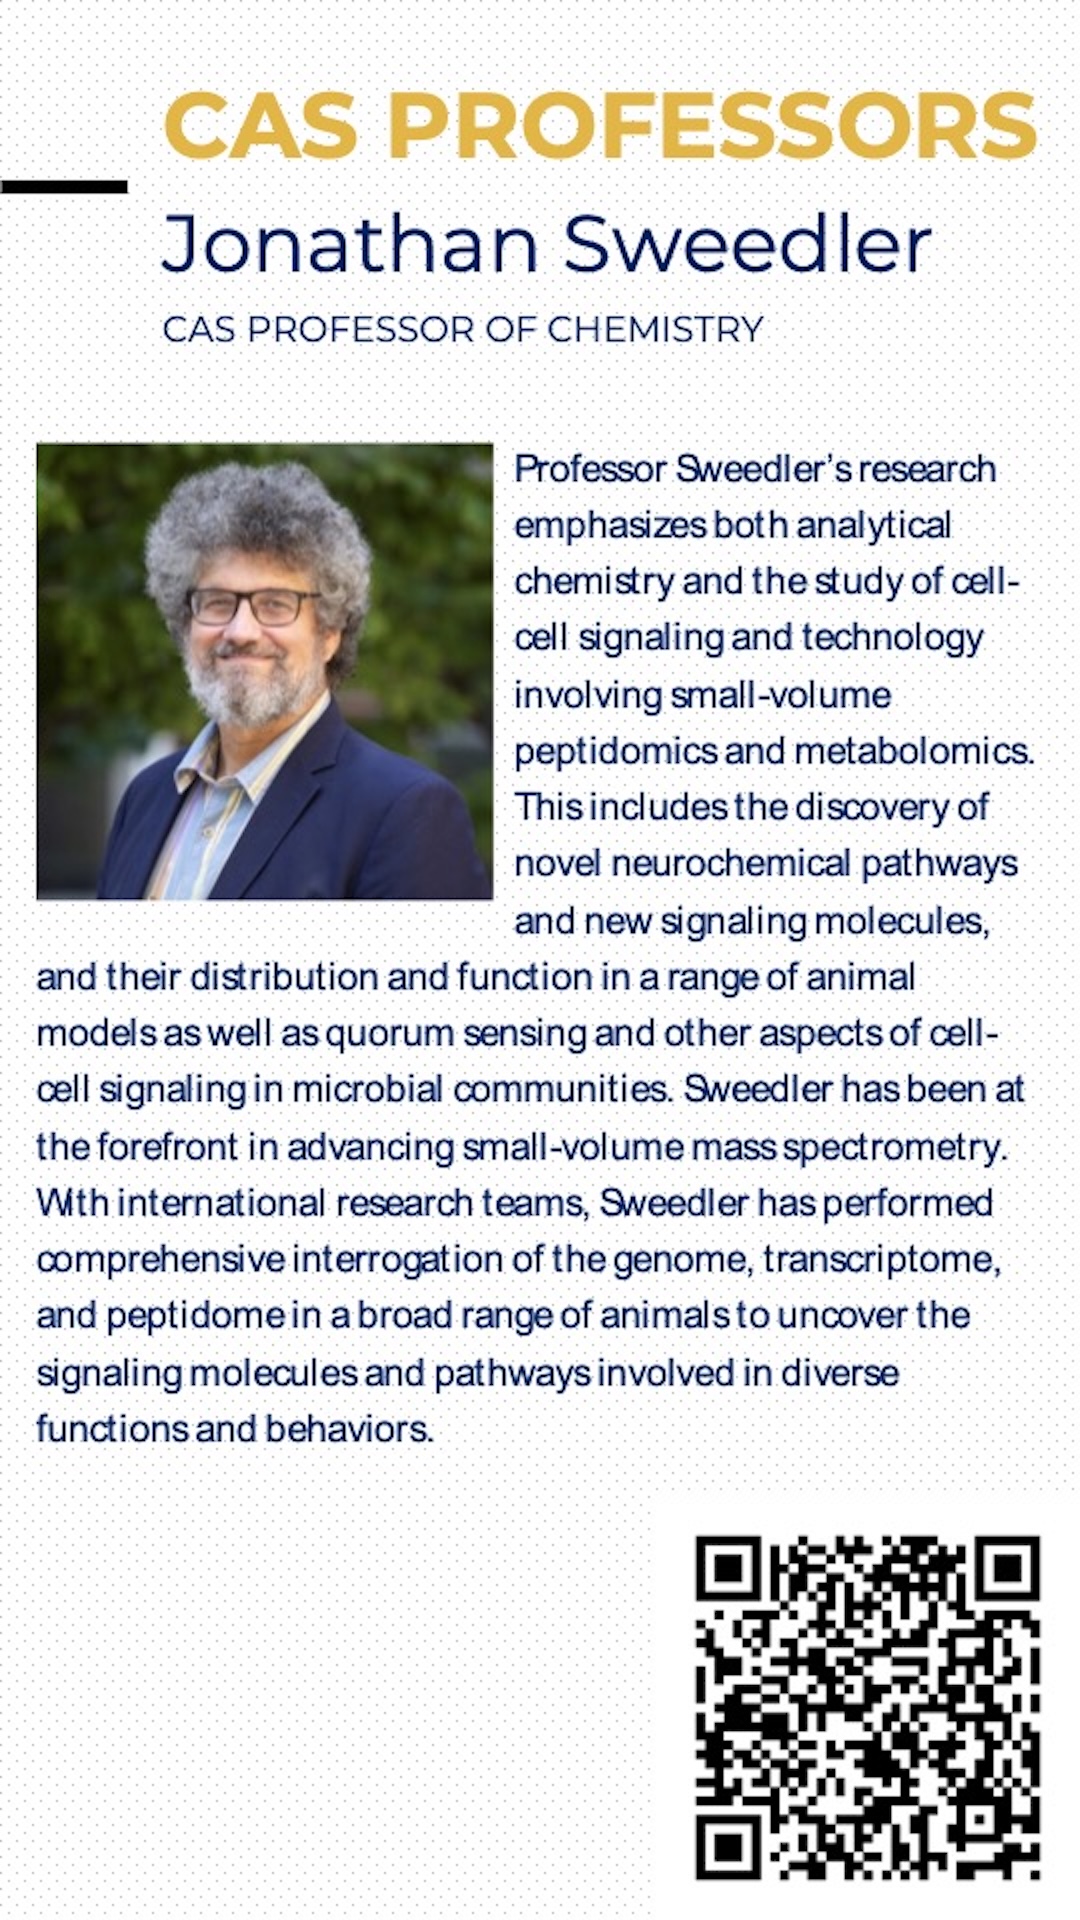 CAS PROFESSORS
Jonathan Sweedler
CAS PROFESSOR OF CHEMISTRY
Professor Sweedler’s research
emphasizes both analytical
chemistry and the study of cell-
cell signaling and technology
involving small-volume
peptidomics and metabolomics.
This includes the discovery of
novel neurochemical pathways
and new signaling molecules,
and their distribution and function in a range of animal
models as well as quorum sensing and other aspects of cell-
cell signaling in microbial communities. Sweedler has been at
the forefront in advancing small-volume mass spectrometry.
With international research teams, Sweedler has performed
comprehensive interrogation of the genome, transcriptome,
and peptidome in a broad range of animals to uncover the
signaling molecules and pathways involved in diverse
functions and behaviors.